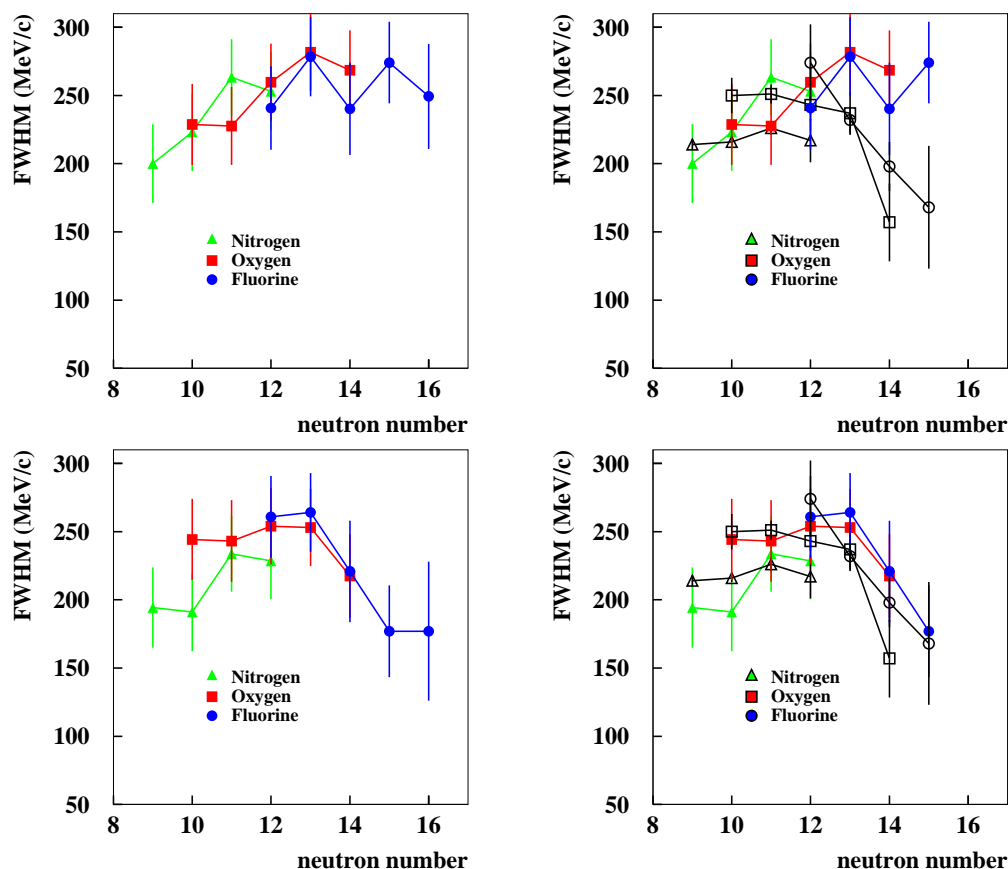 FWHM (MeV/c)
300
250
200
150
100
50
Nitrogen
Oxygen
Fluorine
8 10 12 14 16
neutron number
FWHM (MeV/c)
300
250
200
150
100
50
Nitrogen
Oxygen
Fluorine
8 10 12 14 16
neutron number
FWHM (MeV/c)
300
250
200
150
100
50
Nitrogen
Oxygen
Fluorine
8 10 12 14 16
neutron number
FWHM (MeV/c)
300
250
200
150
100
50
Nitrogen
Oxygen
Fluorine
8 10 12 14 16
neutron number